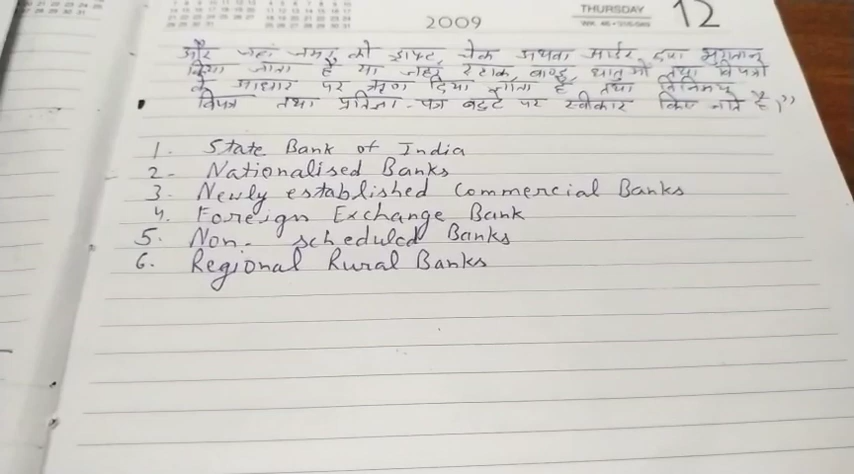 2009
THURSDAY
12
और जहां जमा को ड्राफ्ट, चेक अथवा आर्डर द्वारा भुगतान
किया जाता है या जहां स्टाक, बाण्ड, धातुओं तथा विपत्रों
के आधार पर ऋण दिया जाता है तथा विनिमय
विपत्र तथा प्रतिज्ञा-पत्र बट्टे पर स्वीकार किए जाते है।”
1. State Bank of India
2- Nationalised Banks
3. Newly established Commercial Banks
4. Foreign Exchange Bank
5. Non- scheduled Banks
6. Regional Rural Banks